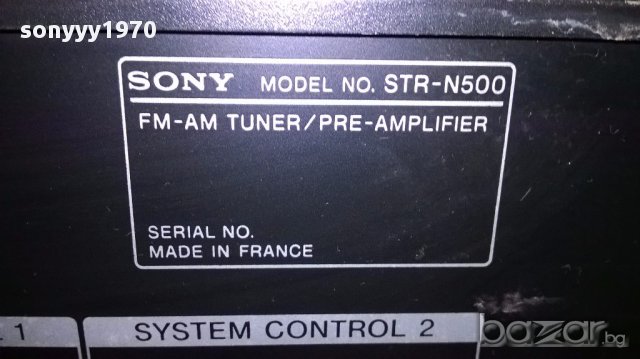 sonyyy1970
SONY MODEL NO. STR-N500
FM-AM TUNER/PRE-AMPLIFIER
SERIAL NO.
MADE IN FRANCE
1 SYSTEM CONTROL 2
bazar.bg